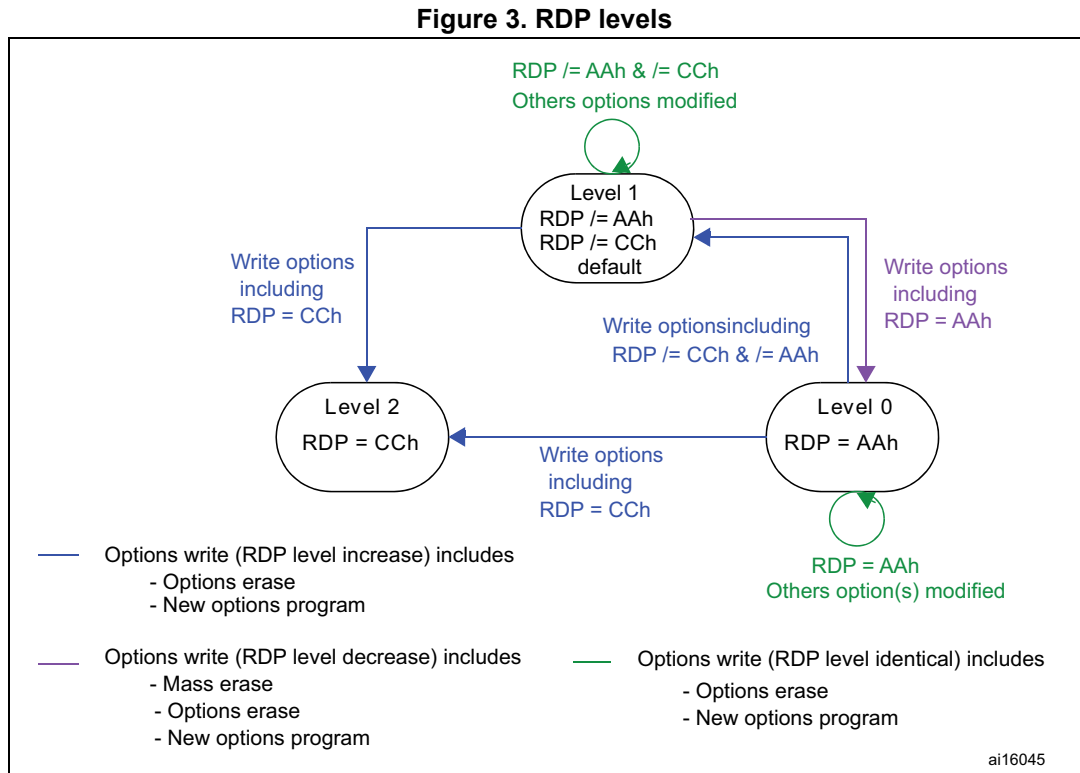 Figure 3. RDP levels
RDP /= AAh & /= CCh
Others options modified
Level 1
RDP /= AAh
RDP /= CCh
default
Write options
including
RDP = CCh
Write options
including
RDP = AAh
Write optionsincluding
RDP /= CCh & /= AAh
Level 2
RDP = CCh
Level 0
RDP = AAh
Write options
including
RDP = CCh
RDP = AAh
Others option(s) modified
Options write (RDP level increase) includes
- Options erase
- New options program
Options write (RDP level decrease) includes
- Mass erase
- Options erase
- New options program
Options write (RDP level identical) includes
- Options erase
- New options program
ai16045